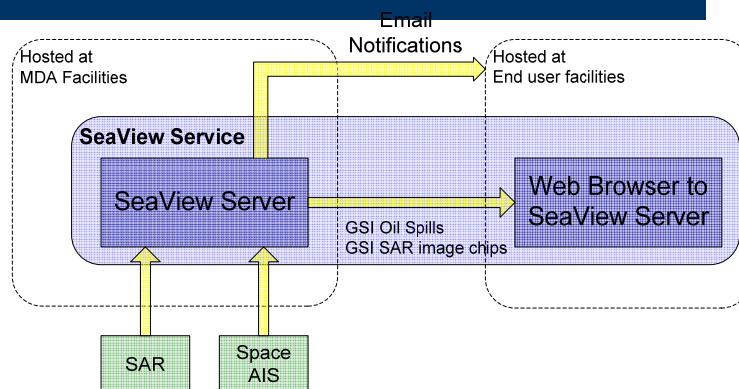 Email
Notifications
Hosted at
MDA Facilities
Hosted at
End user facilities
SeaView Service
SeaView Server
Web Browser to
SeaView Server
GSI Oil Spills
GSI SAR image chips
SAR
Space
AIS